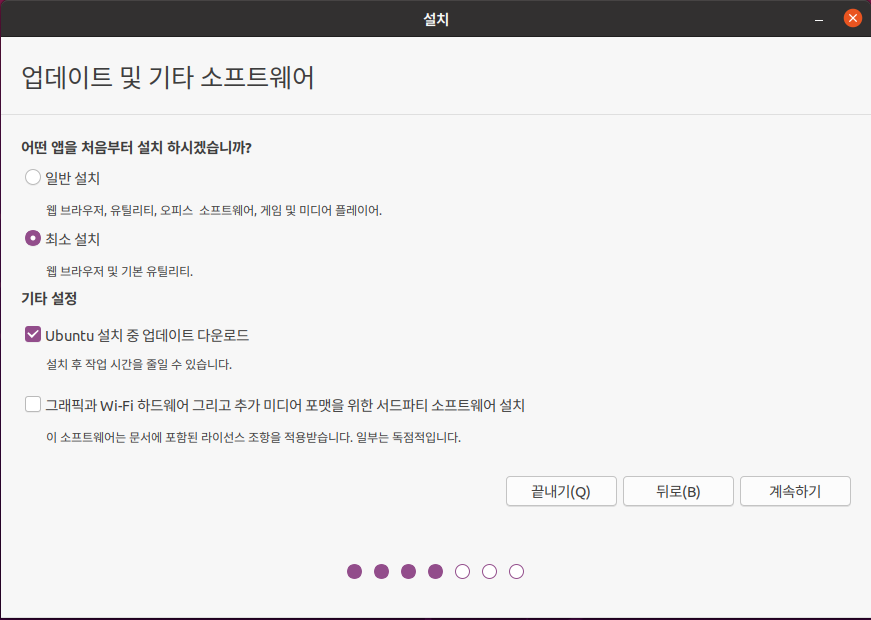 설치
업데이트 및 기타 소프트웨어
어떤 앱을 처음부터 설치 하시겠습니까?
일반 설치
웹 브라우저, 유틸리티, 오피스 소프트웨어, 게임 및 미디어 플레이어.
최소 설치
웹 브라우저 및 기본 유틸리티.
기타 설정
Ubuntu 설치 중 업데이트 다운로드
설치 후 작업 시간을 줄일 수 있습니다.
그래픽과 Wi-Fi 하드웨어 그리고 추가 미디어 포맷을 위한 서드파티 소프트웨어 설치
이 소프트웨어는 문서에 포함된 라이선스 조항을 적용받습니다. 일부는 독점적입니다.
끝내기(Q) 뒤로(B) 계속하기